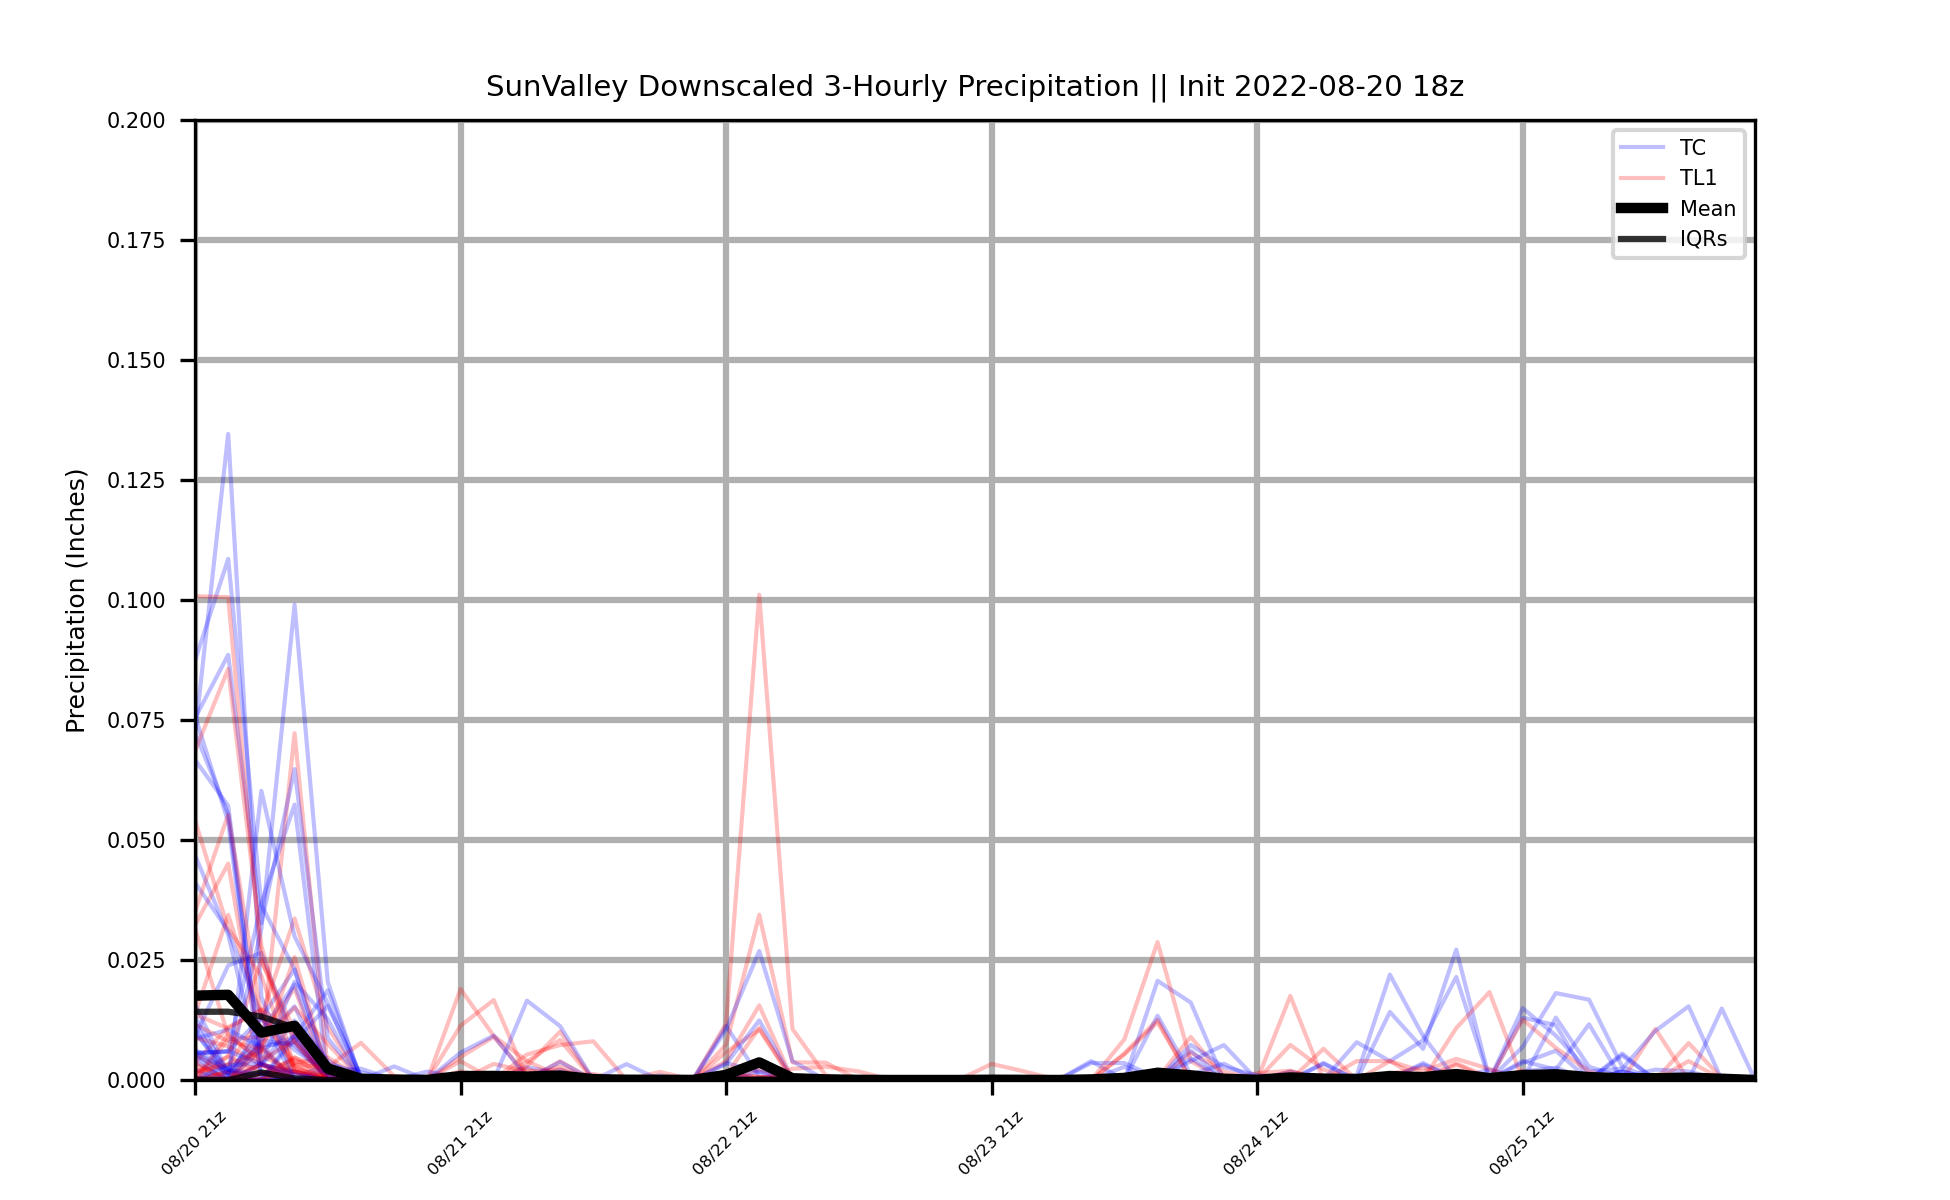 SunValley Downscaled 3-Hourly Precipitation || Init 2022-08-20 18z
TC
TL1
Mean
IQRs
Precipitation (Inches)
0.200
0.175
0.150
0.125
0.100
0.075
0.050
0.025
0.000
08/20 21z
08/21 21z
08/22 21z
08/23 21z
08/24 21z
08/25 21z